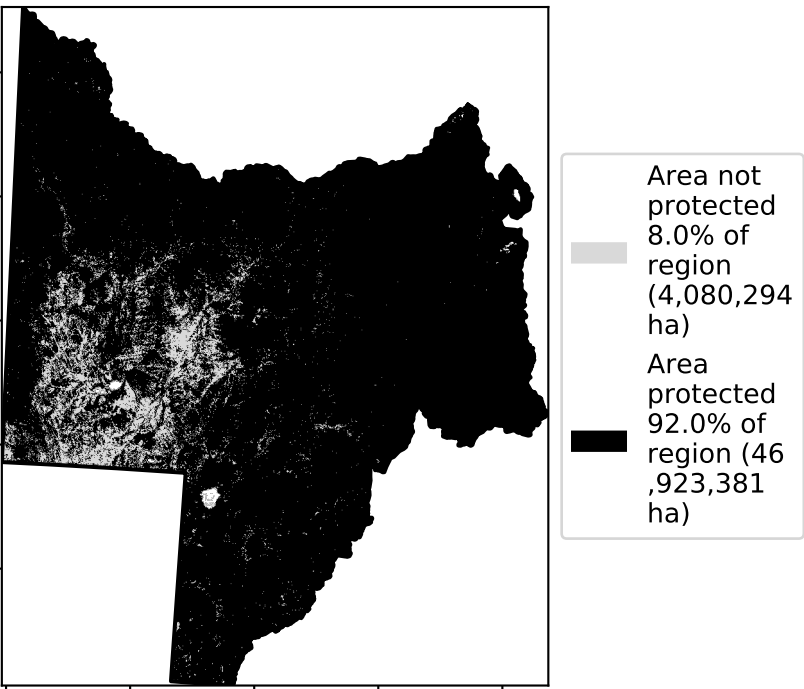 Area not
protected
8.0% of
region
(4,080,294
ha)
Area
protected
92.0% of
region (46
,923,381
ha)